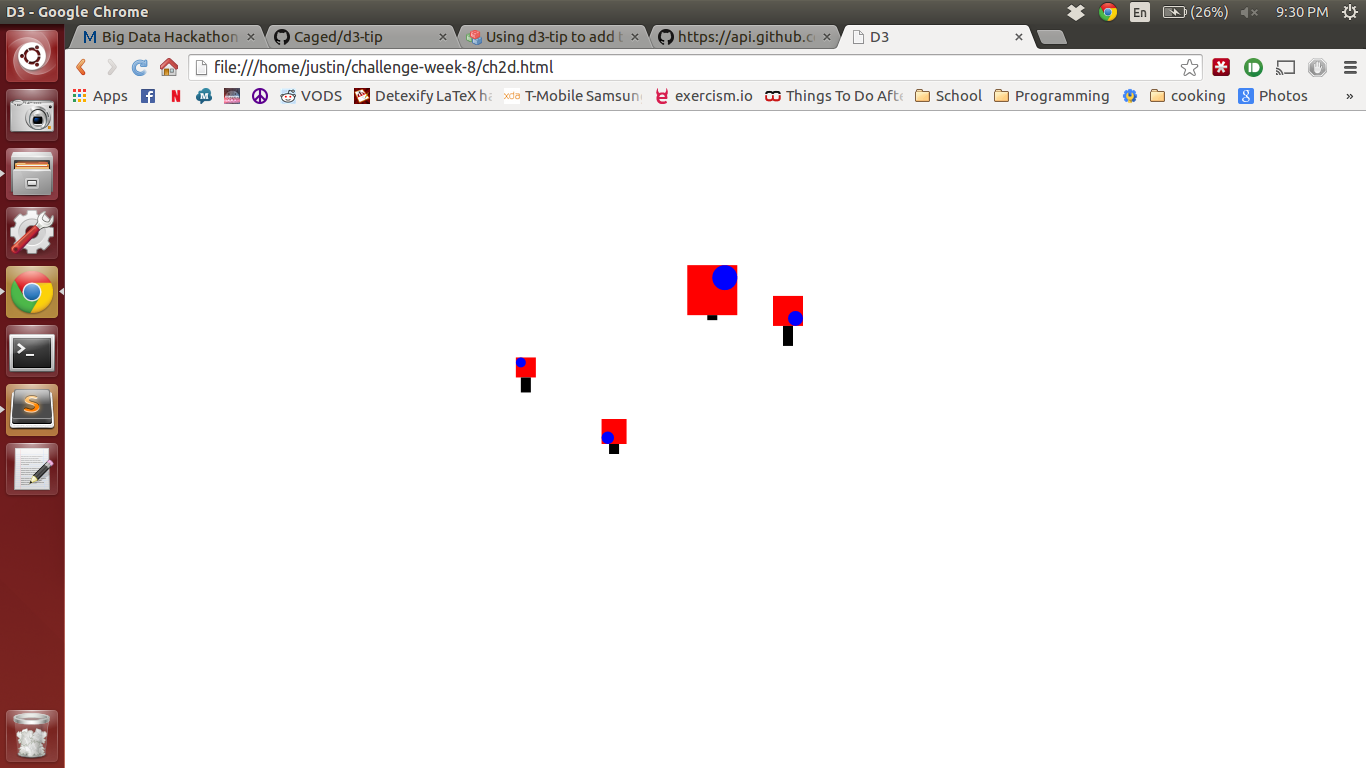 D3 - Google Chrome
En (26%) 9:30 PM
Big Data Hackathon
Caged/d3-tip
Using d3-tip to add t
https://api.github.c
D3
file:///home/justin/challenge-week-8/ch2d.html
Apps VODS Detexify LaTeX ha xda T-Mobile Samsun exercism.io Things To Do Afte School Programming cooking Photos »